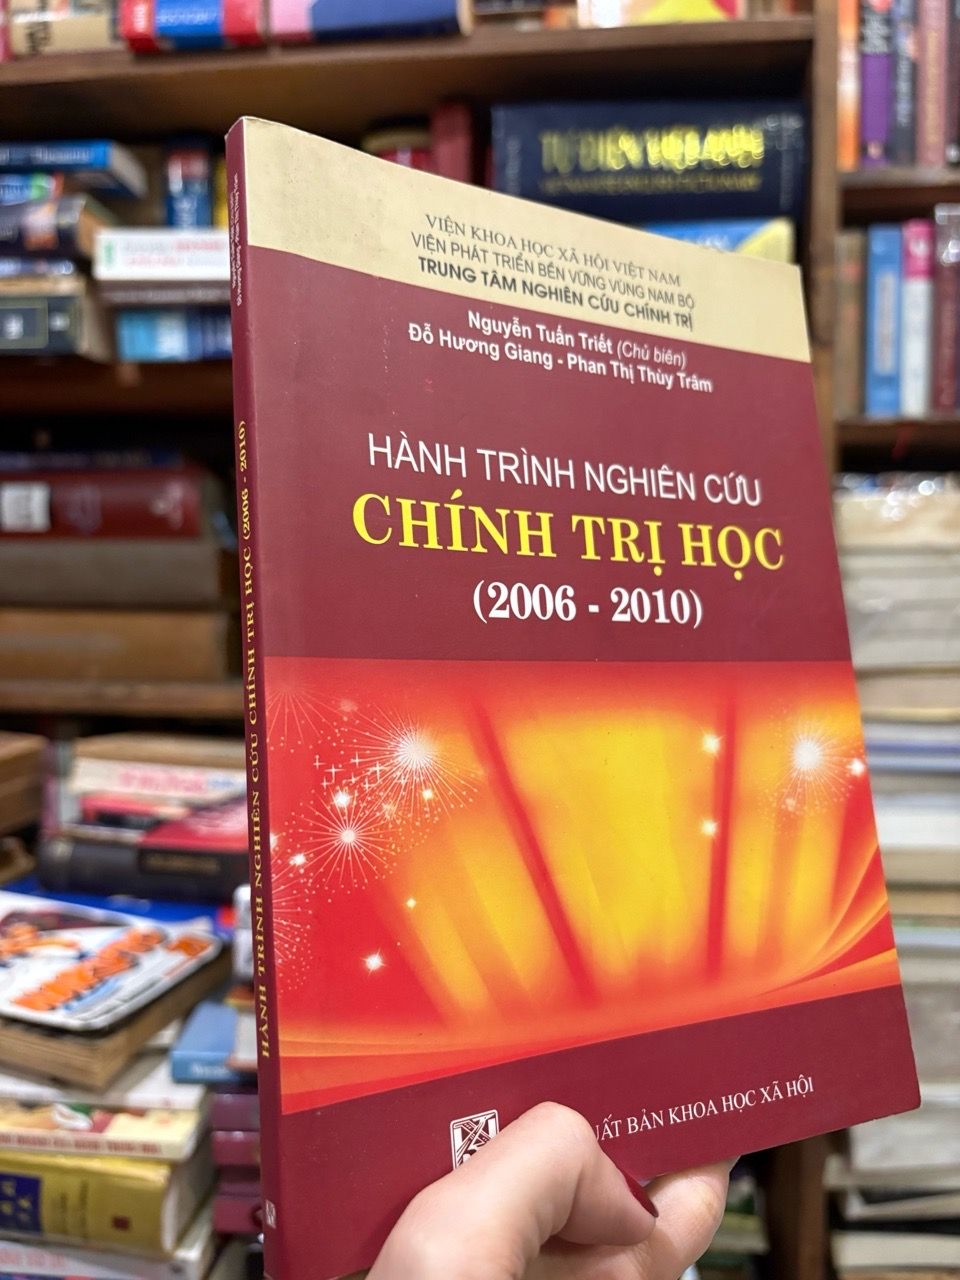 VIỆN KHOA HỌC XÃ HỘI VIỆT NAM
VIỆN PHÁT TRIỂN BỀN VỮNG VÙNG NAM BỘ
TRUNG TÂM NGHIÊN CỨU CHÍNH TRỊ
Nguyễn Tuấn Triết (Chủ biên)
Đỗ Hương Giang - Phan Thị Thùy Trâm
HÀNH TRÌNH NGHIÊN CỨU
CHÍNH TRỊ HỌC
(2006 - 2010)
UẤT BẢN KHOA HỌC XÃ HỘI
HÀNH TRÌNH NGHIÊN CỨU CHÍNH TRỊ HỌC (2006 - 2010)
TỪ ĐIỂN